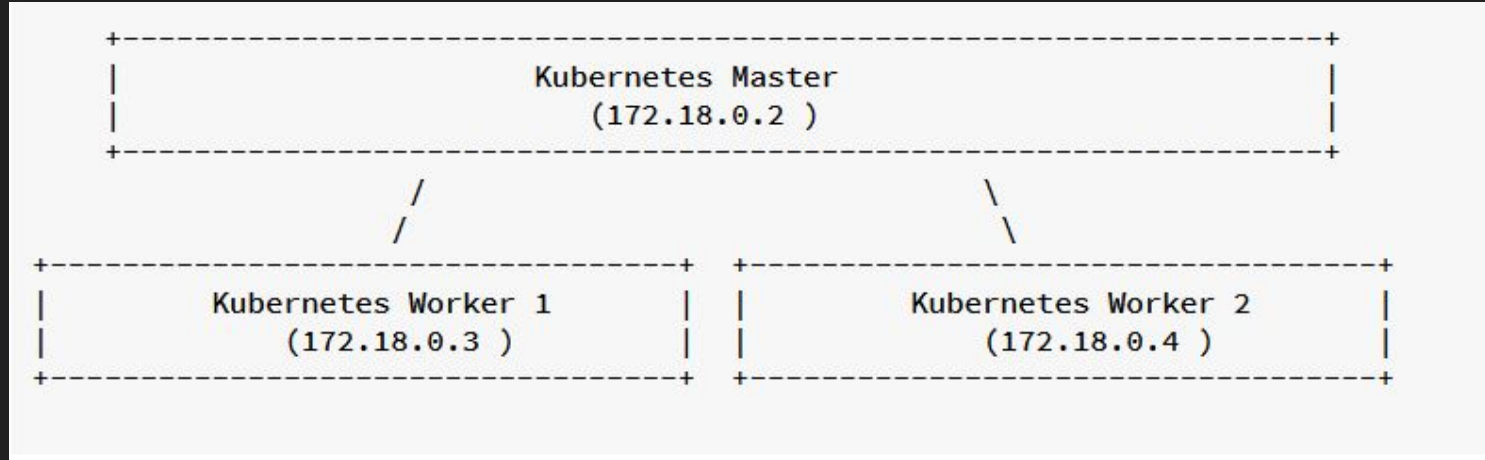 Kubernetes Master
(172.18.0.2 )
Kubernetes Worker 1
(172.18.0.3 )
Kubernetes Worker 2
(172.18.0.4 )